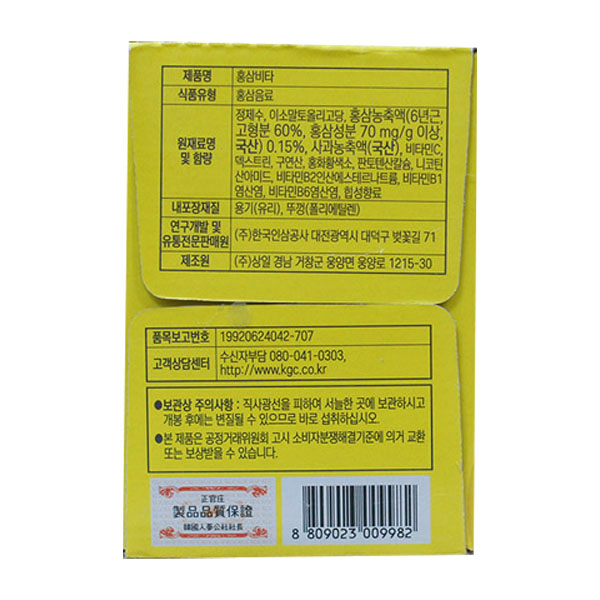 제품명 홍삼비타
식품유형 홍삼음료
원재료명 및 함량
정제수, 이소말토올리고당, 홍삼농축액(6년근,
고형분 60%, 홍삼성분 70 mg/g 이상,
국산) 0.15%, 사과농축액(국산), 비타민C,
덱스트린, 구연산, 홍화황색소, 판토텐산칼슘, 니코틴
산아미드, 비타민B2인산에스테르나트륨, 비타민B1
염산염, 비타민B6염산염, 합성향료
내포장재질 용기(유리), 뚜껑(폴리에틸렌)
연구개발 및
유통전문판매원 (주)한국인삼공사 대전광역시 대덕구 벚꽃길 71
제조원 (주)상일 경남 거창군 웅양면 웅양로 1215-30
품목보고번호 19920624042-707
고객상담센터 수신자부담 080-041-0303,
http://www.kgc.co.kr
●보관상 주의사항 : 직사광선을 피하여 서늘한 곳에 보관하시고
개봉 후에는 변질될 수 있으므로 바로 섭취하십시오.
●본 제품은 공정거래위원회 고시 소비자분쟁해결기준에 의거 교환
또는 보상받을 수 있습니다.
正官庄
製品品質保證
韓國人蔘公社社長
8 809023 009982